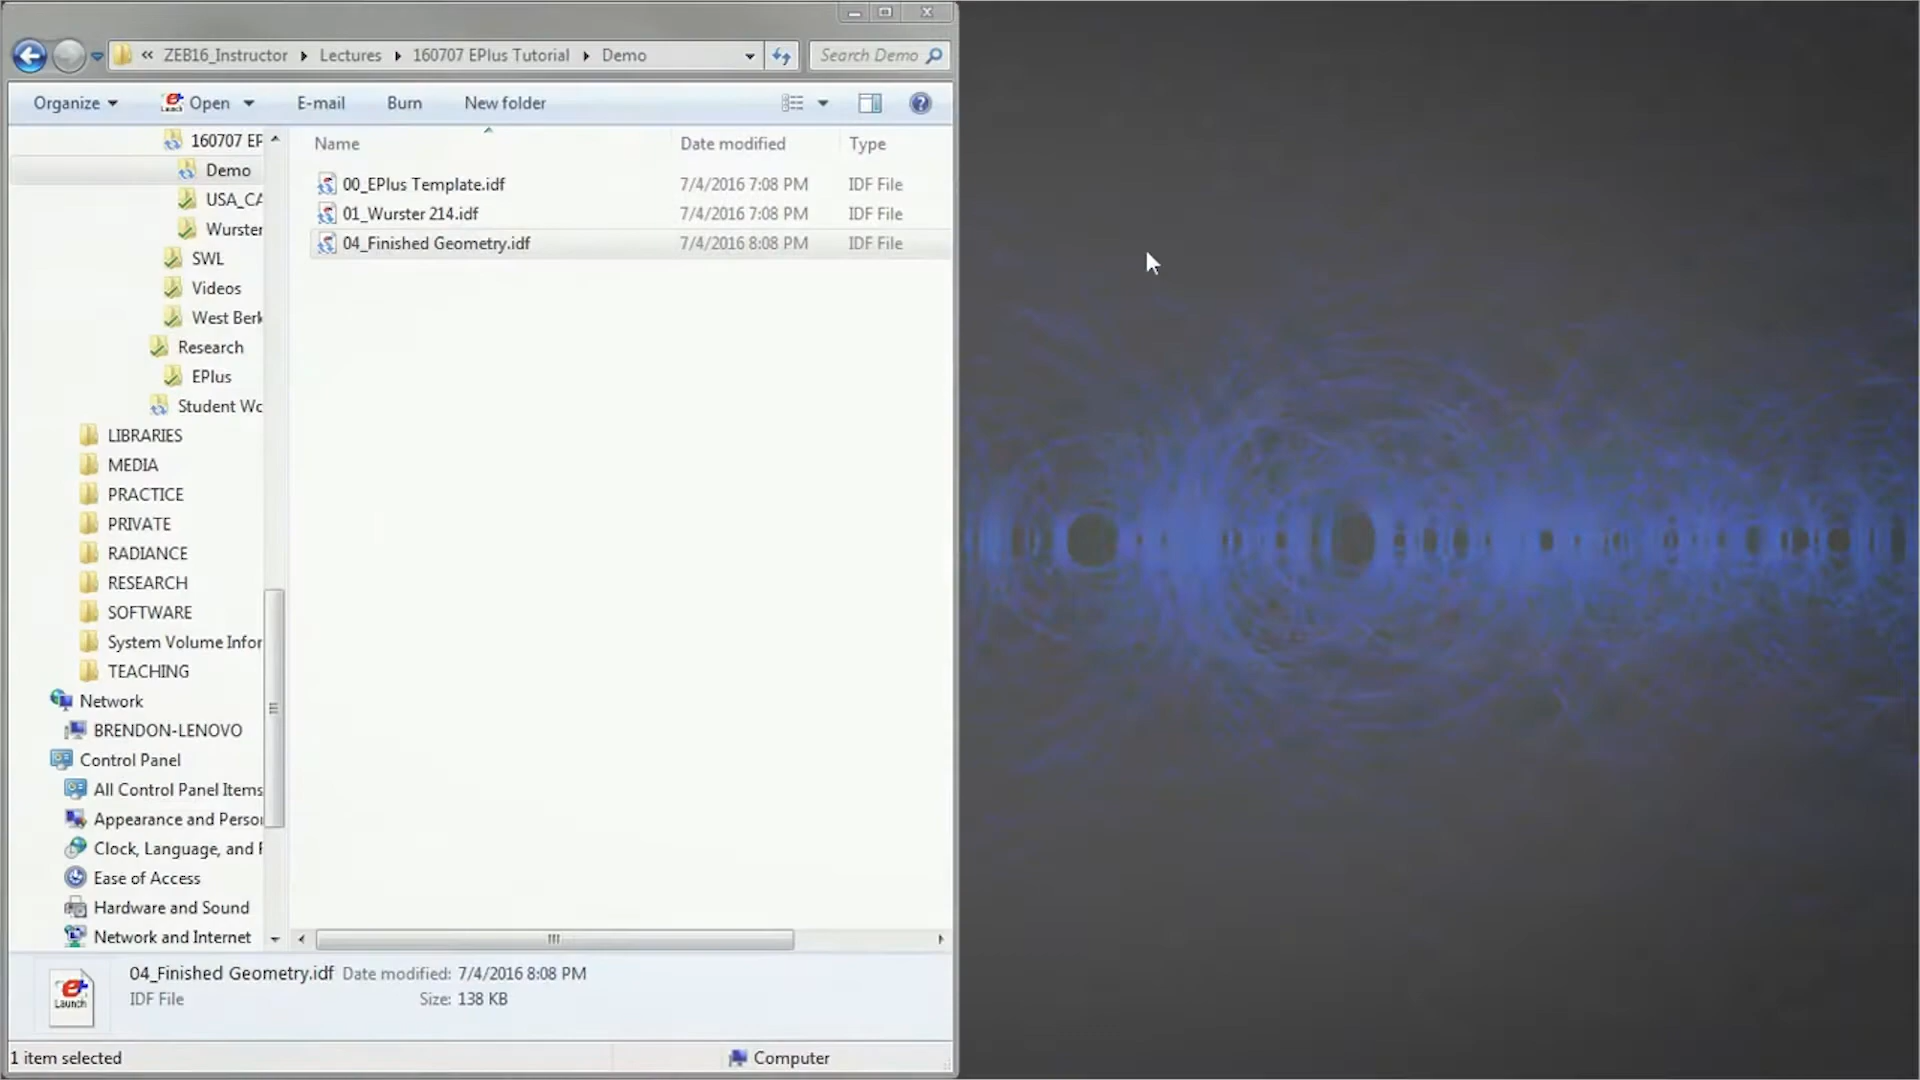 « ZEB16_Instructor Lectures 160707 EPlus Tutorial Demo
Search Demo
Organize Open E-mail Burn New folder
Name Date modified Type
00_EPlus Template.idf 7/4/2016 7:08 PM IDF File
01_Wurster 214.idf 7/4/2016 7:08 PM IDF File
04_Finished Geometry.idf 7/4/2016 8:08 PM IDF File
160707 EP
Demo
USA_CA
Wurster
SWL
Videos
West Berk
Research
EPlus
Student Wo
LIBRARIES
MEDIA
PRACTICE
PRIVATE
RADIANCE
RESEARCH
SOFTWARE
System Volume Infor
TEACHING
Network
BRENDON-LENOVO
Control Panel
All Control Panel Items
Appearance and Perso
Clock, Language, and F
Ease of Access
Hardware and Sound
Network and Internet
04_Finished Geometry.idf Date modified: 7/4/2016 8:08 PM
IDF File Size: 138 KB
Launch
1 item selected
Computer